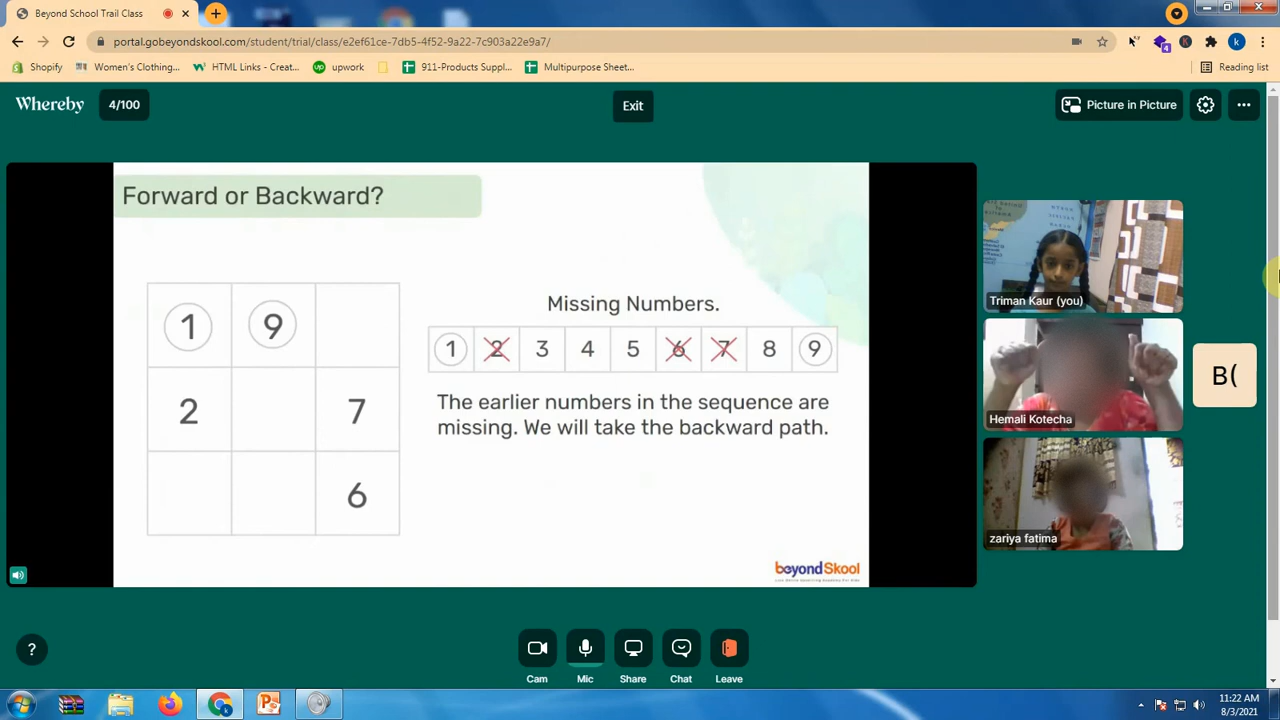 Beyond School Trail Class
portal.gobeyondskool.com/student/trial/class/e2ef61ce-7db5-4f52-9a22-7c903a22e9a7/
4
k
Shopify
Women's Clothing...
HTML Links - Creat...
upwork
911-Products Suppl...
Multipurpose Sheet...
Reading list
Whereby
4/100
Exit
Picture in Picture
Forward or Backward?
1 9
2 7
6
Missing Numbers.
1 2 3 4 5 6 7 8 9
The earlier numbers in the sequence are
missing. We will take the backward path.
beyondSkool
Triman Kaur (you)
Hemali Kotecha
B(
zariya fatima
?
Cam
Mic
Share
Chat
Leave
11:22 AM
8/3/2021